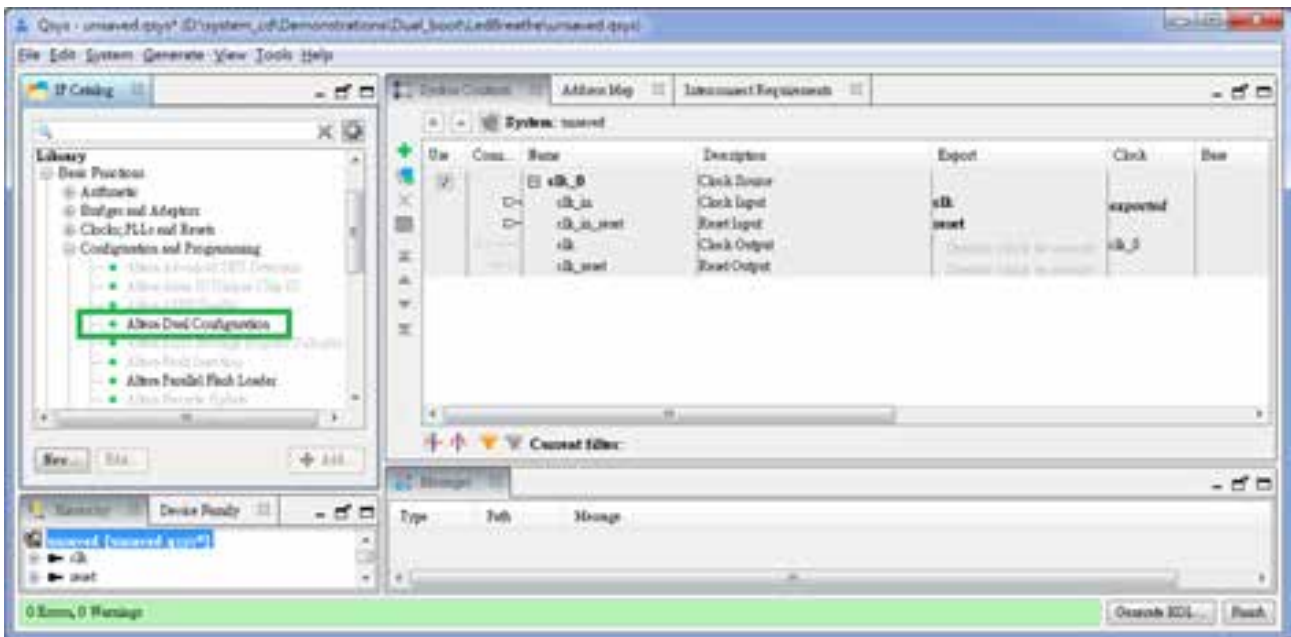 Qsys - unsaved.qsys* (D:\system_cd\Demonstrations\Dual_boot\LedBreathe\unsaved.qsys)
File Edit System Generate View Tools Help
IP Catalog
Address Map
Interconnect Requirements
System: unsaved
Library
Basic Functions
Arithmetic
Bridges and Adaptors
Clocks; PLLs and Resets
Configuration and Programming
Altera Dual Configuration
Altera Parallel Flash Loader
Use Conn... Name Description Export Clock Base
clk_0 Clock Source
clk_in Clock Input clk exported
clk_in_reset Reset Input reset
clk Clock Output clk_0
clk_reset Reset Output
Current filter:
New... Edit... Add...
Hierarchy Device Family
unsaved [unsaved.qsys*]
clk
reset
Messages
Type Path Message
0 Errors, 0 Warnings
Generate HDL... Finish